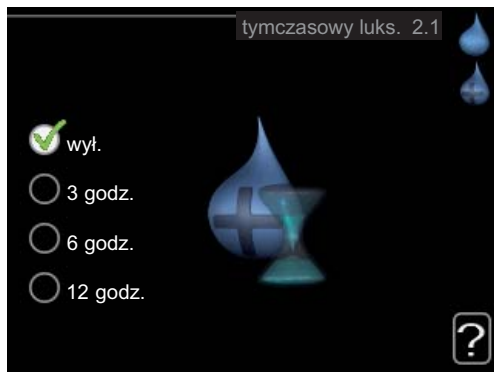 tymczasowy luks. 2.1
wył.
3 godz.
6 godz.
12 godz.
?